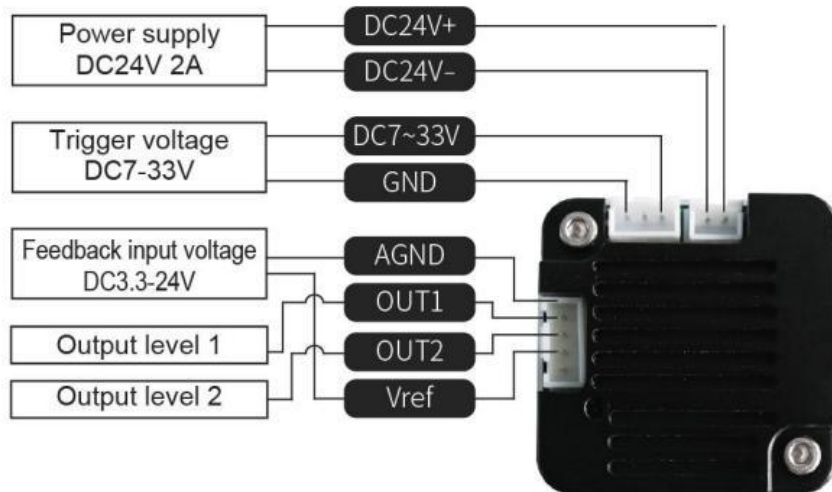 Power supply
DC24V 2A
DC24V+
DC24V-
Trigger voltage
DC7-33V
DC7~33V
GND
Feedback input voltage
DC3.3-24V
AGND
OUT1
Output level 1
OUT2
Output level 2
Vref